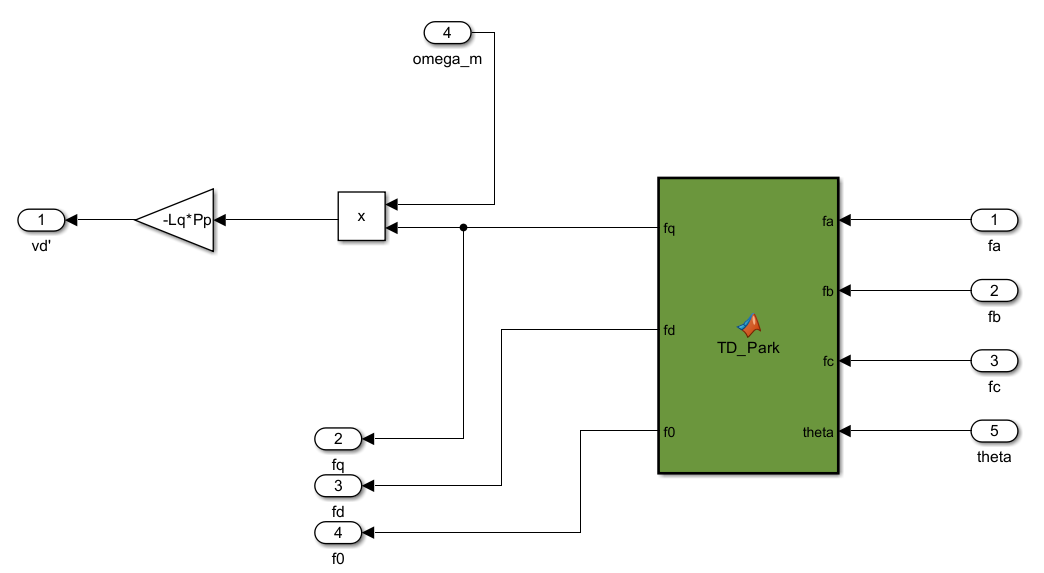 4
omega_m
1
vd'
-Lq*Pp
x
fq
fd
f0
TD_Park
fa
fb
fc
theta
1
fa
2
fb
3
fc
5
theta
2
fq
3
fd
4
f0